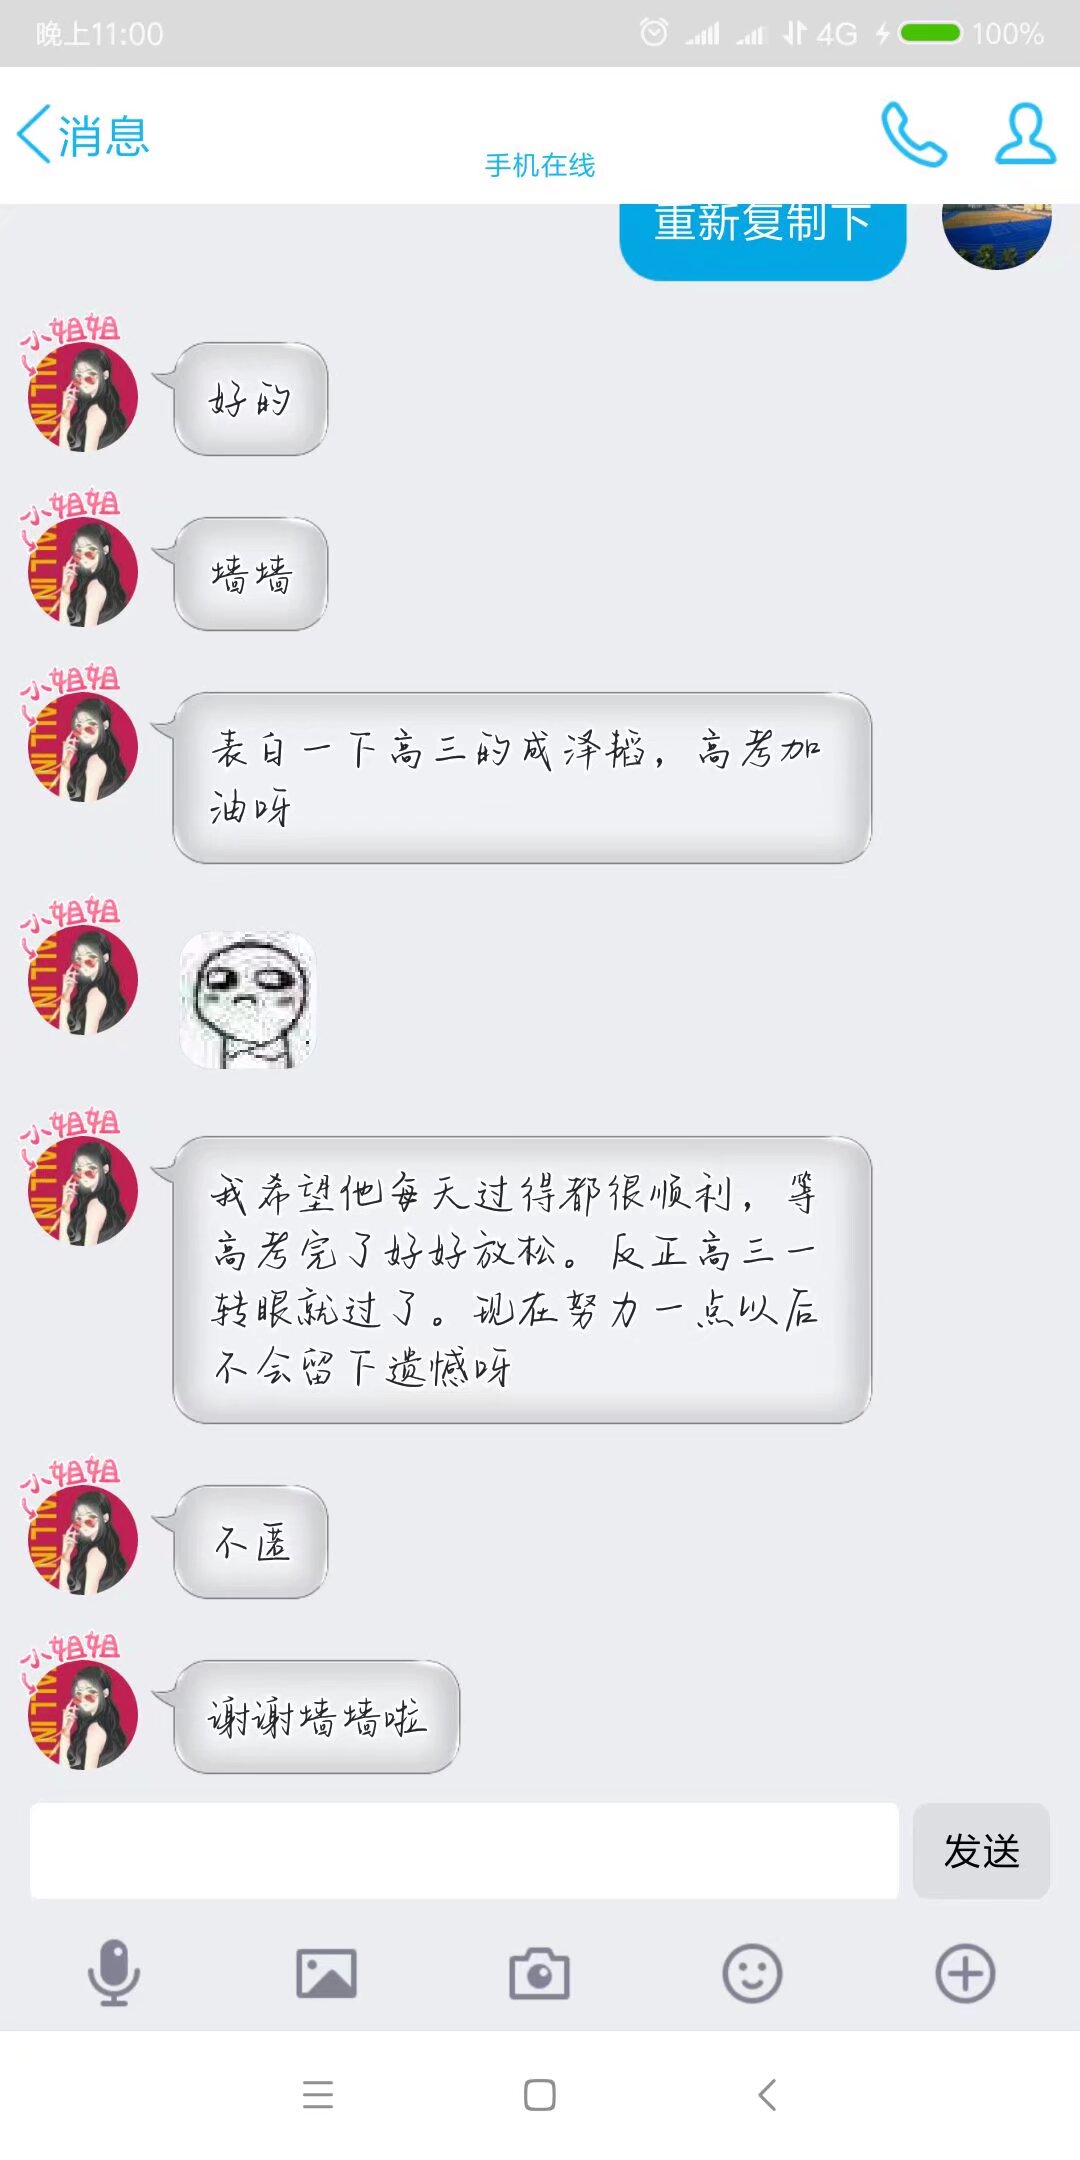 晚上11:00
4G
100%
消息
手机在线
重新复制下
小姐姐
好的
小姐姐
墙墙
小姐姐
表白一下高三的成泽韬，高考加
油呀
小姐姐
小姐姐
我希望他每天过得都很顺利，等
高考完了好好放松。反正高三一
转眼就过了。现在努力一点以后
不会留下遗憾呀
小姐姐
不匿
小姐姐
谢谢墙墙啦
发送